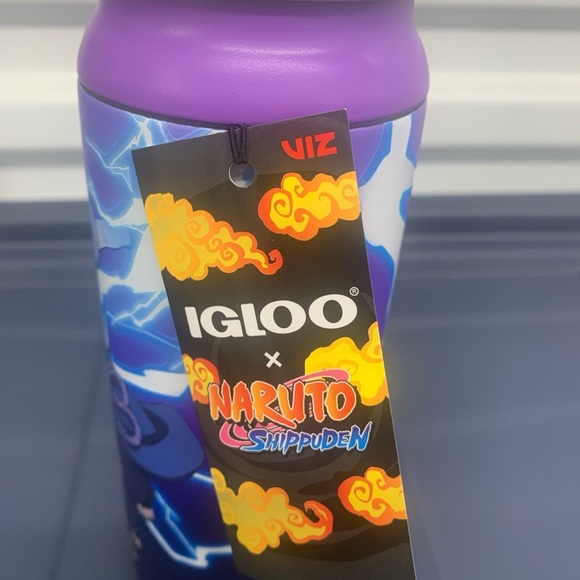 VIZ
IGLOO®
×
NARUTO
SHIPPUDEN